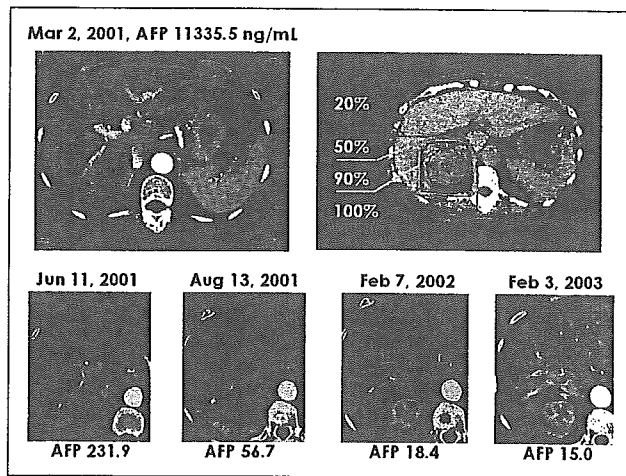 Mar 2, 2001, AFP 11335.5 ng/mL
20%
50%
90%
100%
Jun 11, 2001 Aug 13, 2001 Feb 7, 2002 Feb 3, 2003
AFP 231.9 AFP 56.7 AFP 18.4 AFP 15.0